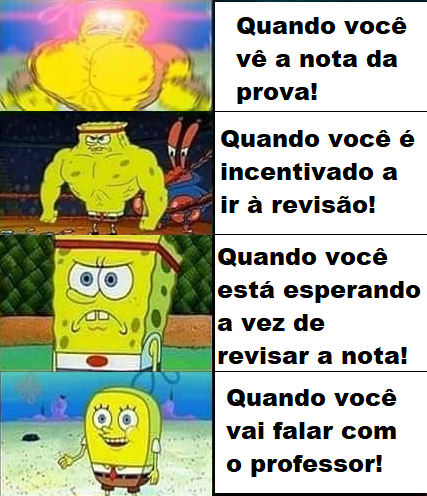 Quando você
vê a nota da
prova!
Quando você é
incentivado a
ir à revisão!
Quando você
está esperando
a vez de
revisar a nota!
Quando você
vai falar com
o professor!